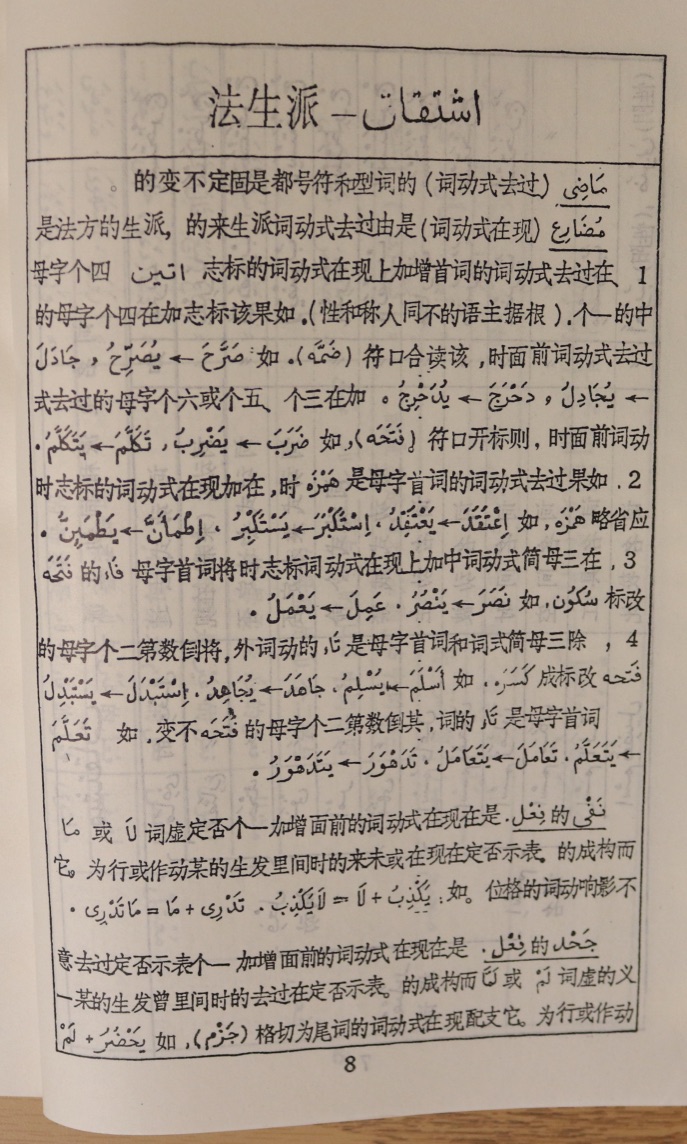 اشتقاق – 派生法
ماضِى (过去式动词)的词型和符号都是固定不变的。
مُضَارِع (现在式动词)是由过去式动词派生来的，派生的方法是
1、在过去式动词的词首增加上现在式动词的标志 اتين 四个字母
中的一个.(根据主语的不同人称和性).如果该标志加在四个字母的
过去式动词前面时，该读合口符(ضَمَّه).如 صَرَّحَ ← يُصَرِّحُ ، جَادَلَ
← يُجَادِلُ ، دَحْرَجَ ← يُدَحْرِجُ 。加在三个、五个或六个字母的过去式
动词前面时，则标开口符(فَتْحَه)，如 ضَرَبَ ← يَضْرِبُ، تَكَلَّمَ ← يَتَكَلَّمُ.
2. 如果过去式动词的词首字母是 هَمْزَه 时，在加现在式动词的标志时
应省略 هَمْزَه，如 اِعْتَقَدَ ← يَعْتَقِدُ، اِسْتَكْبَرَ ← يَسْتَكْبِرُ، اِطْمَأَنَّ ← يَطْمَئِنُّ.
3，在三母简式动词中加上现在式动词标志时将词首字母 فاء 的 فَتْحَه
改标 سُكُون，如 نَصَرَ ← يَنْصُرُ. عَمِلَ ← يَعْمَلُ.
4，除三母简式词和词首字母是 تاء 的动词外，将倒数第二个字母的
فَتحَه 改标成 كَسْرَه，如 اَسْلَمَ ← يُسْلِمُ، جَاهَدَ ← يُجَاهِدُ، اِسْتَبْدَلَ ← يَسْتَبْدِلُ
词首字母是 تاء 的词，其倒数第二个字母的 فَتْحَه 不变，如 تَعَلَّمَ
← يَتَعَلَّمُ، تَعَامَلَ ← يَتَعَامَلُ، تَدَهْوَرَ ← يَتَدَهْوَرُ.
نَفْى 的 فِعْل. 是在现在式动词的前面增加一个否定虚词 لَا 或 مَا
而构成的、表示否定现在或未来的时间里发生的某动作或行为。它
不影响动词的格位。如: يَكْذِبُ + لَا = لَايَكْذِبُ، تَدْرِى + مَا = مَاتَدْرِى.
جَحْد 的 فِعْل. 是在现在式动词的前面增加一个表示否定过去意
义的虚词 لَمْ 或 لَمَّا 而构成的。表示否定在过去的时间里曾发生的某一
动作或行为。它支配现在式动词的词尾为切格(جَزْم)，如 يَحْضُرُ + لَمْ
8